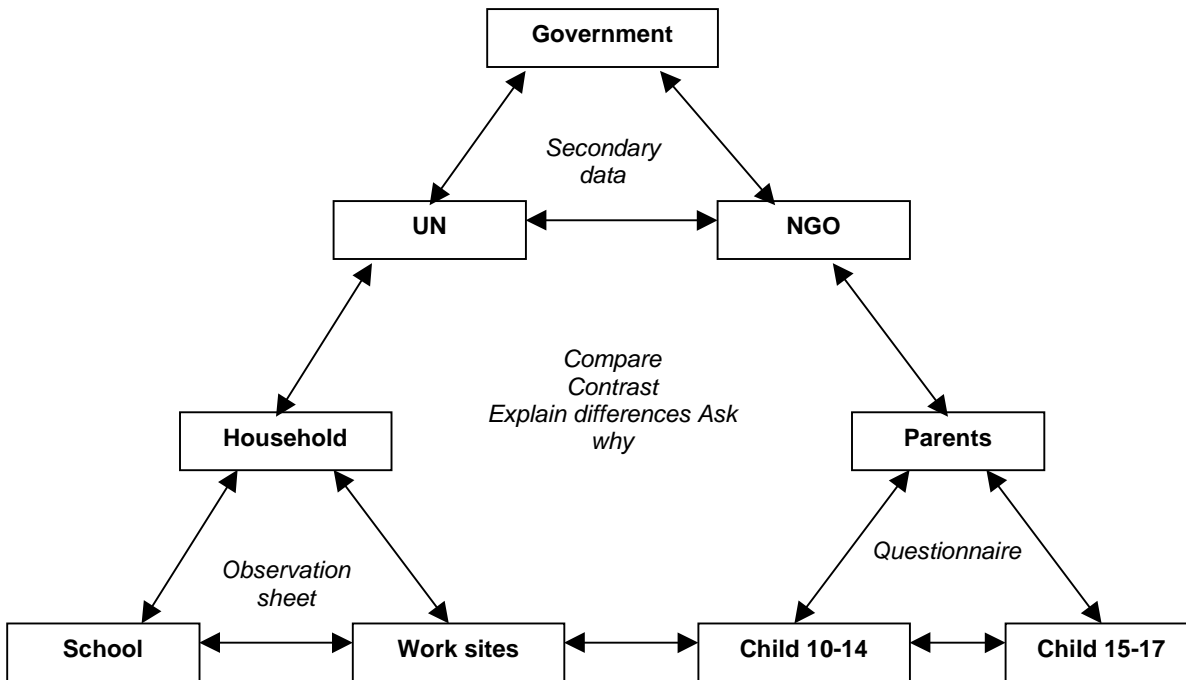 Government
Secondary
data
UN
NGO
Compare
Contrast
Explain differences Ask
why
Household
Parents
Observation
sheet
Questionnaire
School
Work sites
Child 10-14
Child 15-17